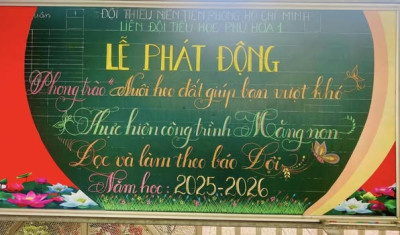 ĐỘI THIẾU NIÊN TIỀN PHONG HỒ CHÍ MINH
LIÊN ĐỘI TIỂU HỌC PHÚ HÒA 1
LỄ PHÁT ĐỘNG
Phong trào "Nuôi heo đất giúp bạn vượt khó
Thực hiện công trình Măng non
Đọc và làm theo báo Đội
Năm học: 2025-2026